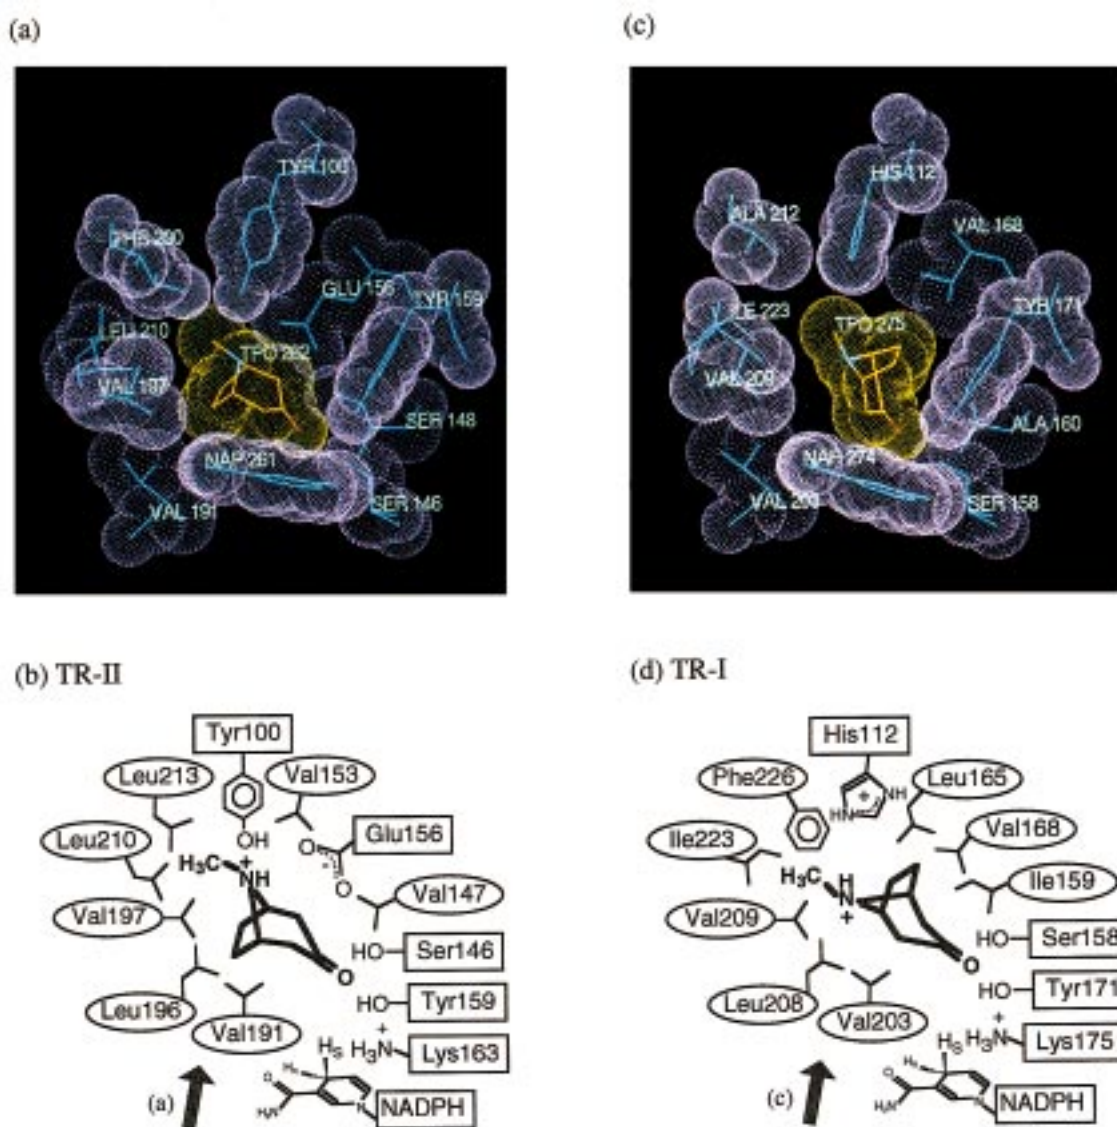 (a)
TYR 100
GLU 156
TYR 159
LEU 210
TPO 262
VAL 197
SER 148
NAP 261
VAL 191
SER 146
(c)
HIS 112
ALA 212
VAL 168
TYR 171
TPO 275
VAL 209
ALA 160
NAP 274
VAL 203
SER 158
(b) TR-II
Tyr100
Leu213
Val153
OH
Leu210
Glu156
O
H₃C
+
NH
-
O
Val197
Val147
HO
Ser146
O
Leu196
HO
Tyr159
Val191
+
Hs
H₃N
Lys163
(a)
O
H₂N
N
NADPH
(d) TR-I
His112
Phe226
NH
+
HN
Leu165
Ile223
Val168
H₃C
H
N
+
Ile159
Val209
HO
Ser158
O
Leu208
HO
Tyr171
Val203
+
Hs
H₃N
Lys175
(c)
O
H₂N
N
NADPH